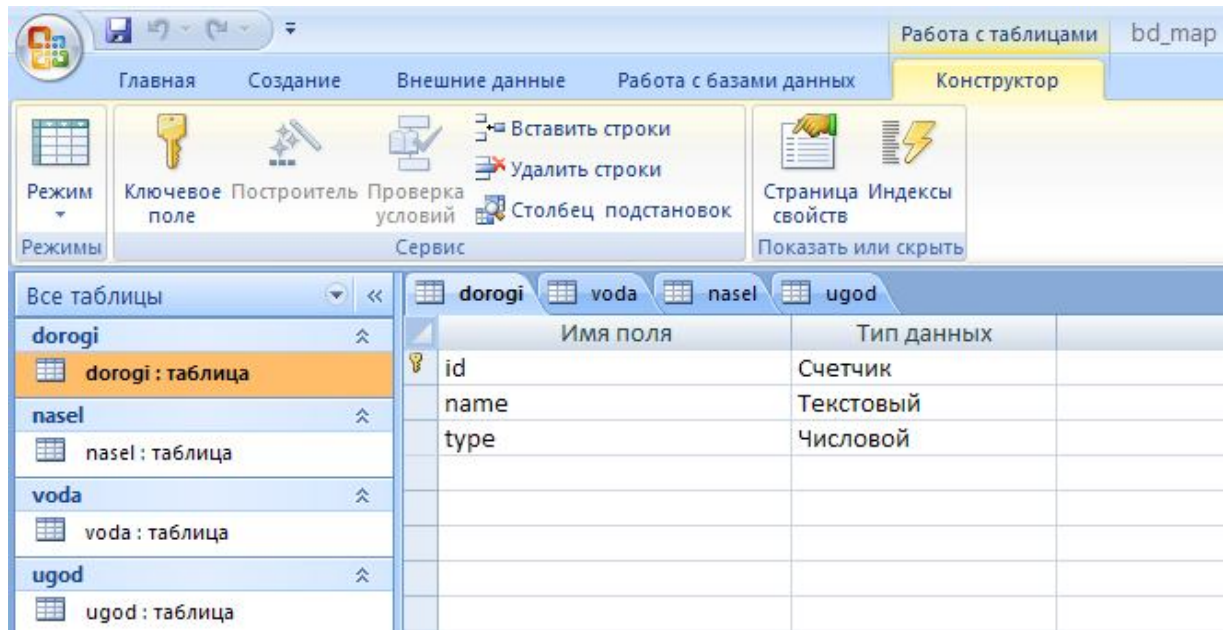 Работа с таблицами bd_map
Главная Создание Внешние данные Работа с базами данных Конструктор
Режим
Режимы
Ключевое поле
Построитель
Проверка условий
Вставить строки
Удалить строки
Столбец подстановок
Сервис
Страница свойств
Индексы
Показать или скрыть
Все таблицы
dorogi
dorogi : таблица
nasel
nasel : таблица
voda
voda : таблица
ugod
ugod : таблица
dorogi voda nasel ugod
Имя поля Тип данных
id Счетчик
name Текстовый
type Числовой